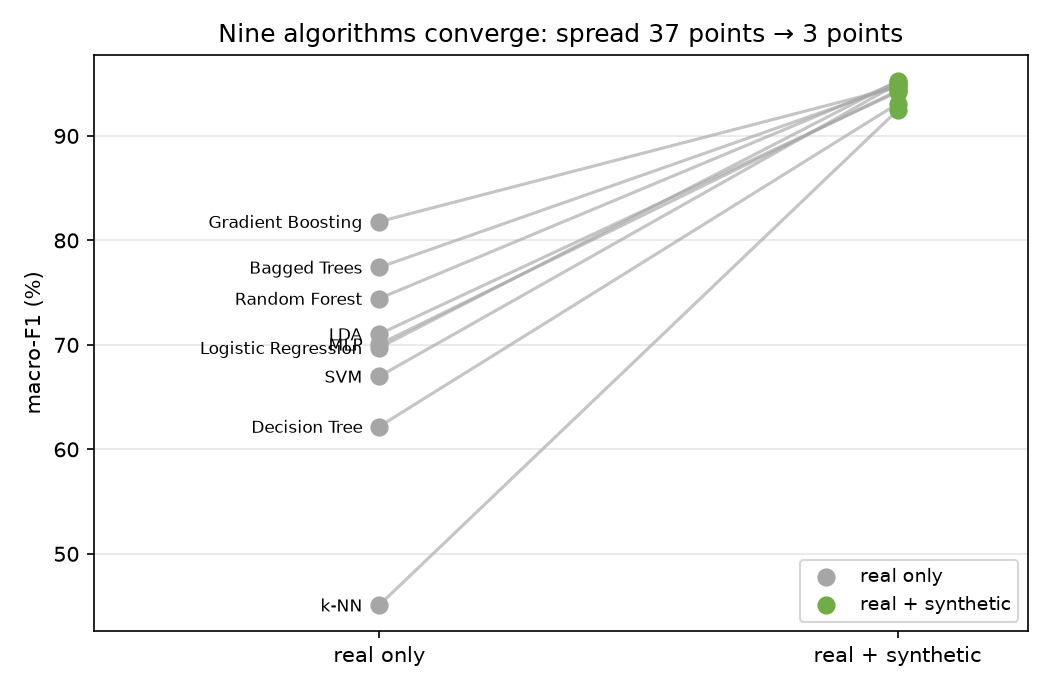 Nine algorithms converge: spread 37 points → 3 points
macro-F1 (%)
90
80
70
60
50
Gradient Boosting
Bagged Trees
Random Forest
LDA
MLP
Logistic Regression
SVM
Decision Tree
k-NN
real only
real + synthetic
real only
real + synthetic